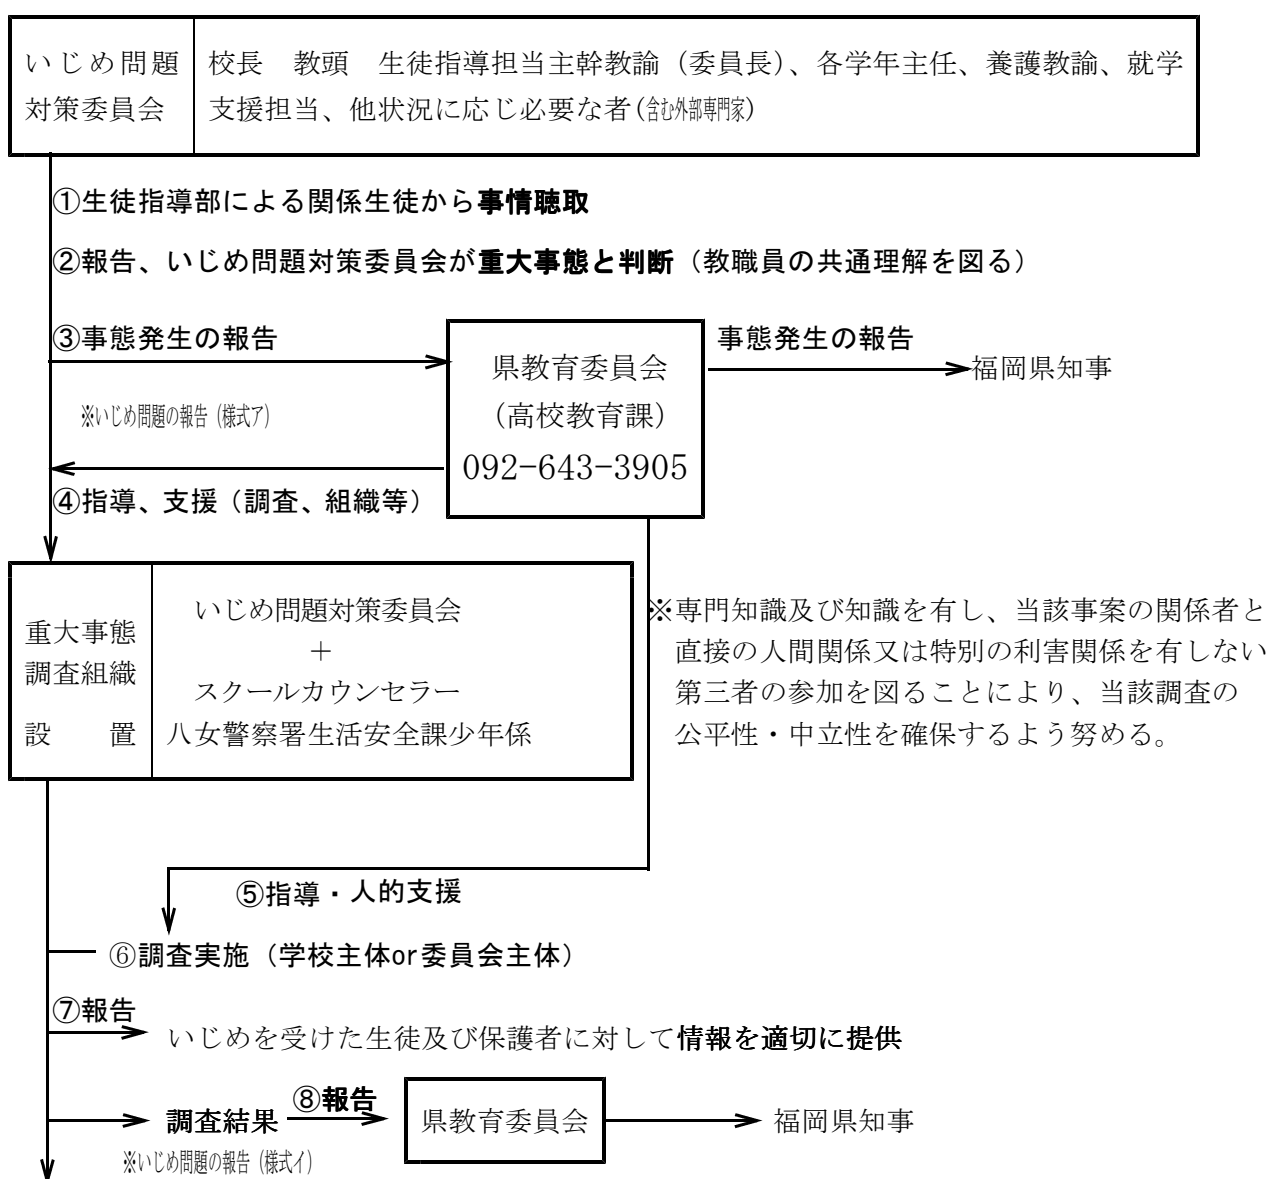 いじめ問題
対策委員会
校長　教頭　生徒指導担当主幹教諭（委員長）、各学年主任、養護教諭、就学
支援担当、他状況に応じ必要な者(含む外部専門家)
①生徒指導部による関係生徒から事情聴取
②報告、いじめ問題対策委員会が重大事態と判断（教職員の共通理解を図る）
③事態発生の報告
※いじめ問題の報告（様式ア）
県教育委員会
（高校教育課）
092-643-3905
事態発生の報告
福岡県知事
④指導、支援（調査、組織等）
重大事態
調査組織
設　　置
いじめ問題対策委員会
＋
スクールカウンセラー
八女警察署生活安全課少年係
※専門知識及び知識を有し、当該事案の関係者と
直接の人間関係又は特別の利害関係を有しない
第三者の参加を図ることにより、当該調査の
公平性・中立性を確保するよう努める。
⑤指導・人的支援
⑥調査実施（学校主体or委員会主体）
⑦報告
いじめを受けた生徒及び保護者に対して情報を適切に提供
調査結果
⑧報告
県教育委員会
福岡県知事
※いじめ問題の報告（様式イ）